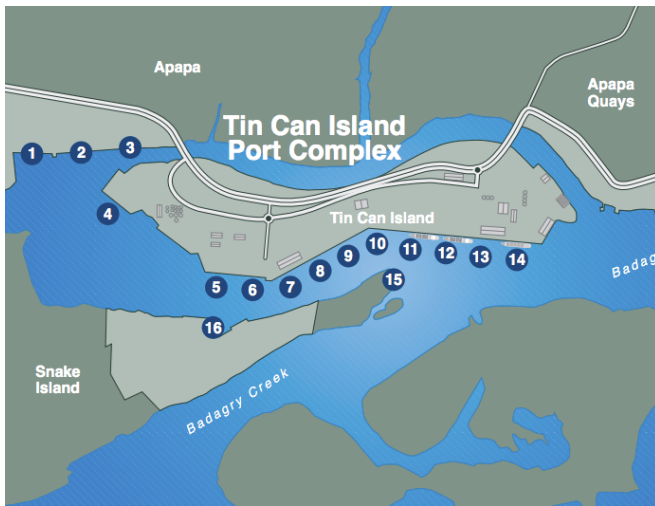 Apapa
Apapa
Quays
Tin Can Island
Port Complex
1
2
3
4
Tin Can Island
5
6
7
8
9
10
11
12
13
14
15
16
Snake
Island
Badagry Creek